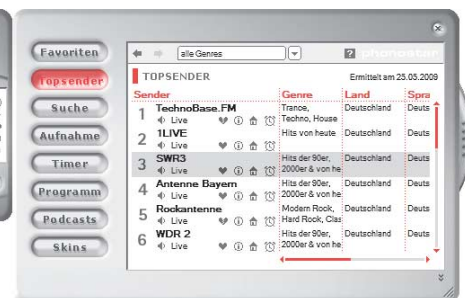 Favoriten
Topsender
Suche
Aufnahme
Timer
Programm
Podcasts
Skins
alle Genres
?
phonostar
TOPSENDER
Ermittelt am 25.05.2009
Sender Genre Land Spra
1 TechnoBase.FM Trance, Deutschland Deuts
Live Techno, House
2 1LIVE Hits von heute Deutschland Deuts
Live
3 SWR3 Hits der 90er, Deutschland Deuts
Live 2000er & von he
4 Antenne Bayern Hits der 90er, Deutschland Deuts
Live 2000er & von he
5 Rockantenne Modern Rock, Deutschland Deuts
Live Hard Rock, Clas
6 WDR 2 Hits der 90er, Deutschland Deuts
Live 2000er & von he